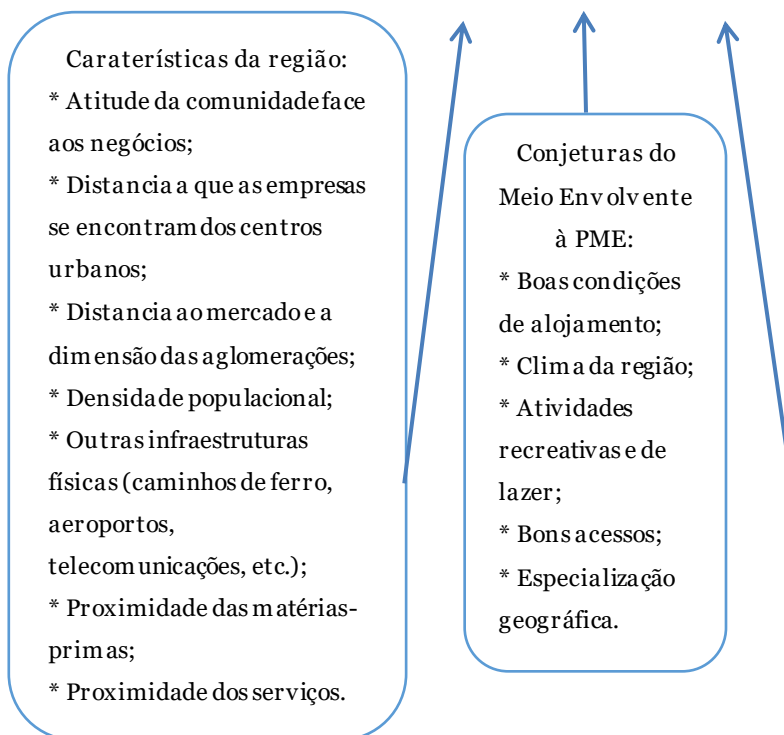 Caraterísticas da região:
* Atitude da comunidade face
aos negócios;
* Distancia a que as empresas
se encontram dos centros
urbanos;
* Distancia ao mercado e a
dimensão das aglomerações;
* Densidade populacional;
* Outras infraestruturas
físicas (caminhos de ferro,
aeroportos,
telecomunicações, etc.);
* Proximidade das matérias-
primas;
* Proximidade dos serviços.
Conjeturas do
Meio Envolvente
à PME:
* Boas condições
de alojamento;
* Clima da região;
* Atividades
recreativas e de
lazer;
* Bons acessos;
* Especialização
geográfica.